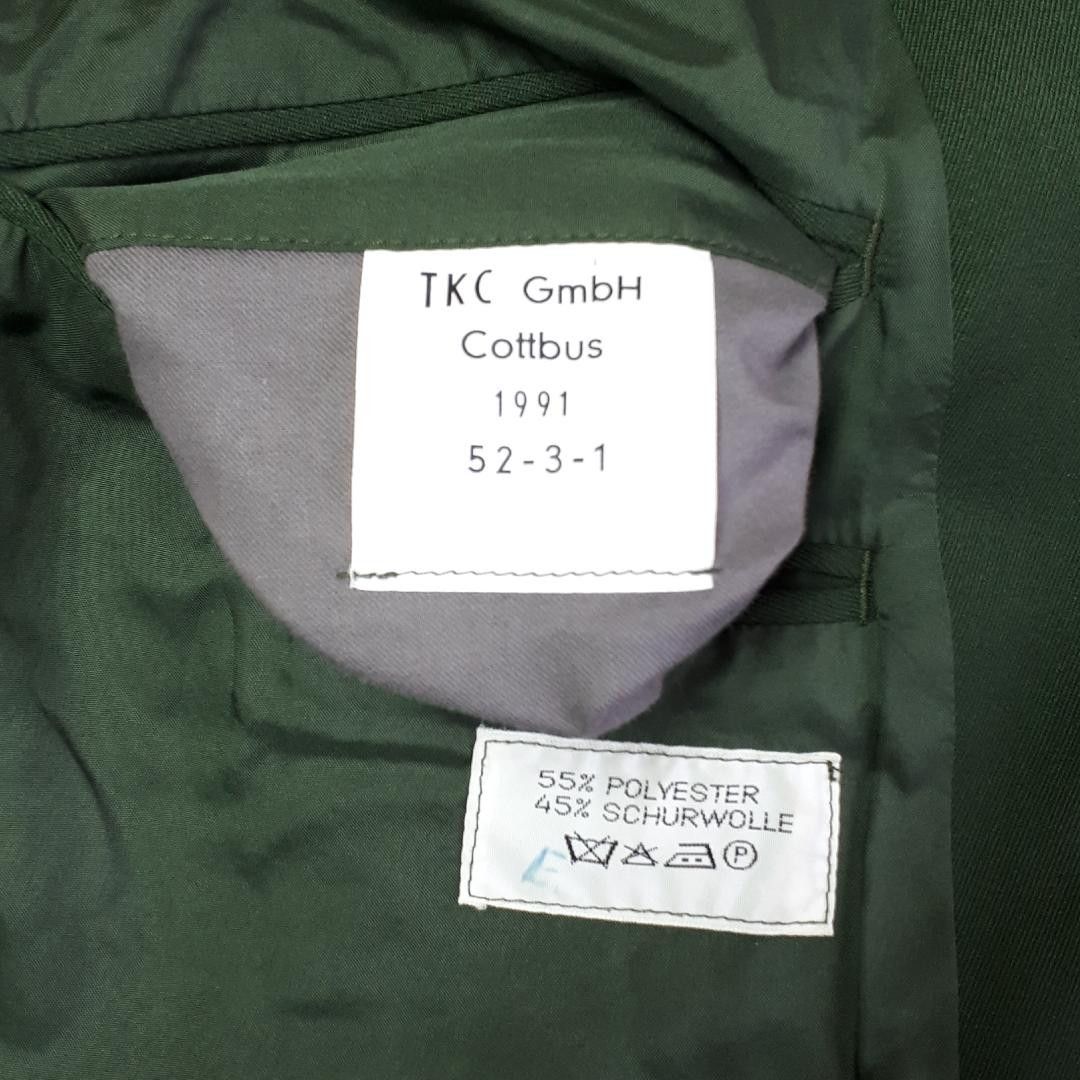 TKC GmbH
Cottbus
1991
52-3-1
55% POLYESTER
45% SCHURWOLLE
P